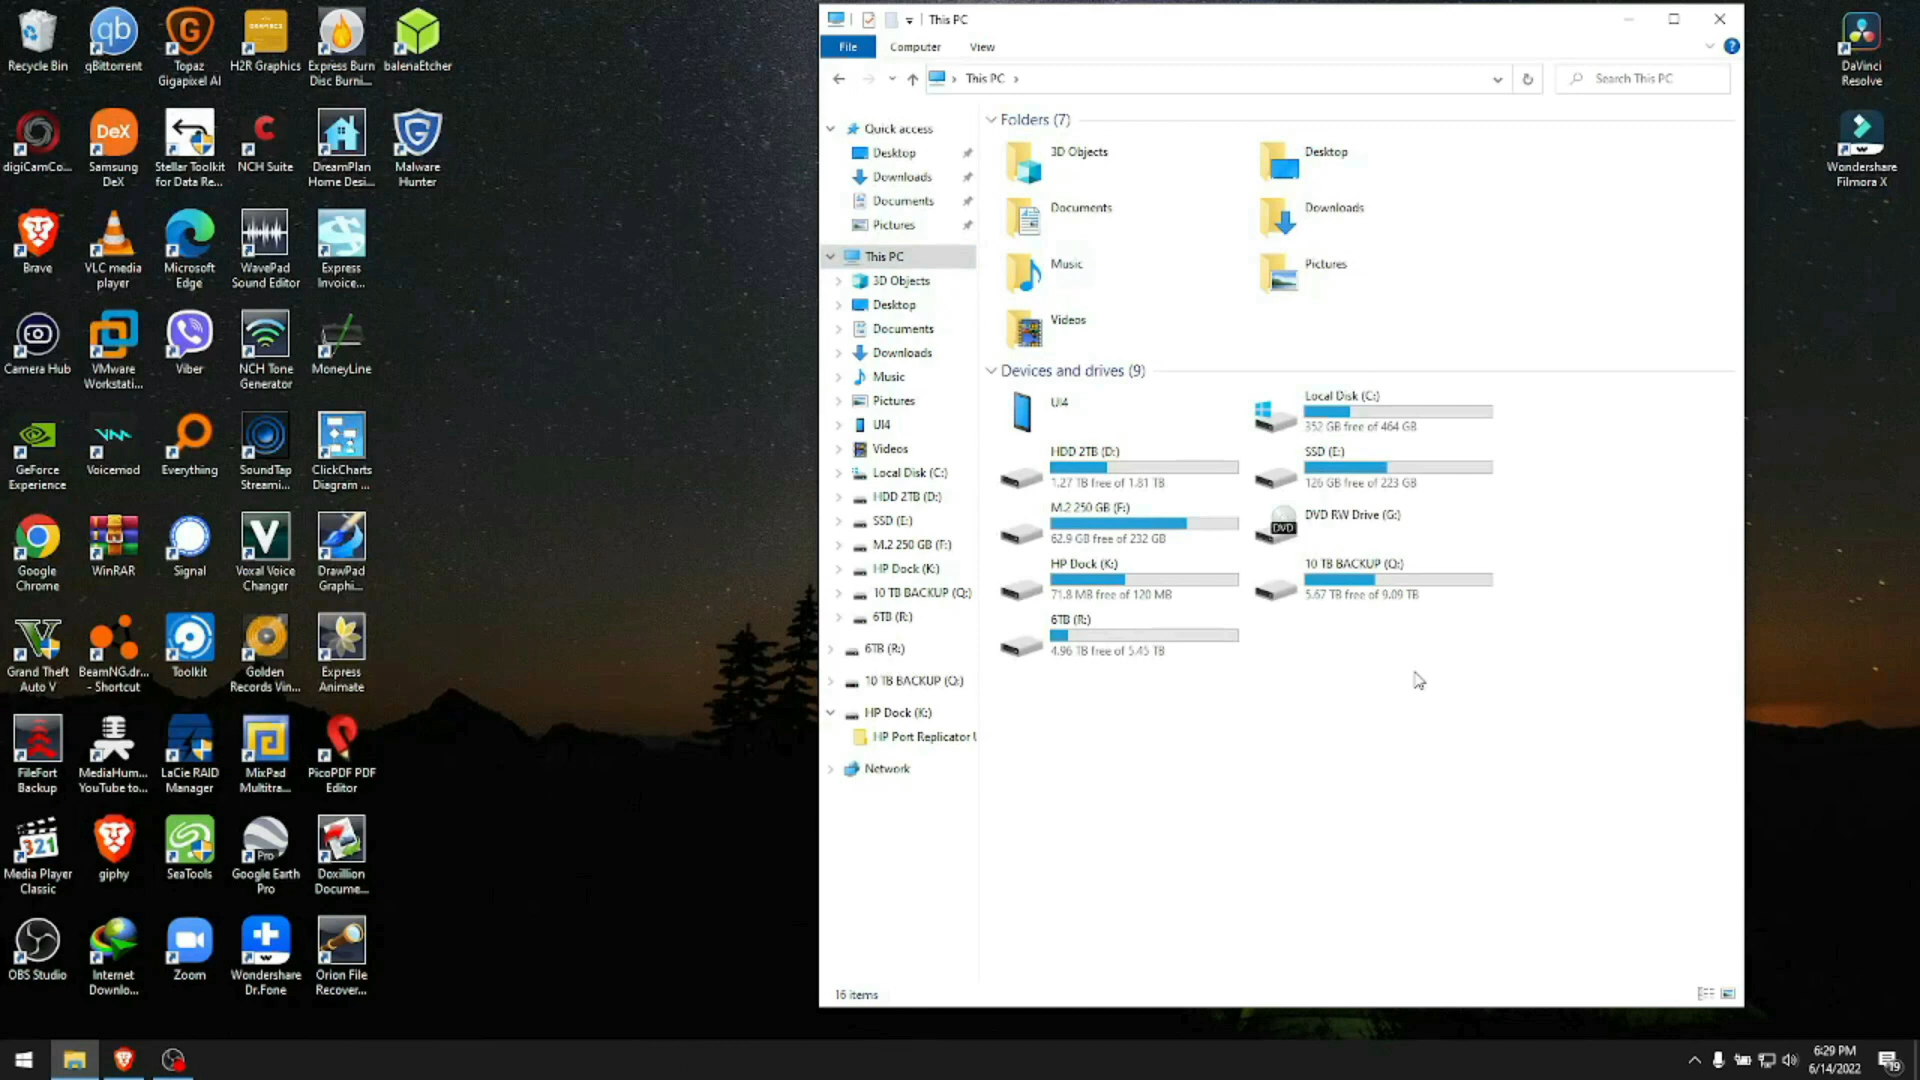 Recycle Bin
qBittorrent
Topaz
Gigapixel AI
H2R Graphics
Express Burn
Disc Burni...
balenaEtcher
digiCamCo...
Samsung
DeX
Stellar Toolkit
for Data Re...
NCH Suite
DreamPlan
Home Desi...
Malware
Hunter
Brave
VLC media
player
Microsoft
Edge
WavePad
Sound Editor
Express
Invoice...
Camera Hub
VMware
Workstati...
Viber
NCH Tone
Generator
MoneyLine
GeForce
Experience
Voicemod
Everything
SoundTap
Streami...
ClickCharts
Diagram ...
Google
Chrome
WinRAR
Signal
Voxal Voice
Changer
DrawPad
Graphi...
Grand Theft
Auto V
BeamNG.dr...
- Shortcut
Toolkit
Golden
Records Vin...
Express
Animate
FileFort
Backup
MediaHum...
YouTube to...
LaCie RAID
Manager
MixPad
Multitra...
PicoPDF PDF
Editor
Media Player
Classic
giphy
SeaTools
Google Earth
Pro
Doxillion
Docume...
OBS Studio
Internet
Downlo...
Zoom
Wondershare
Dr.Fone
Orion File
Recover...
DaVinci
Resolve
Wondershare
Filmora X
This PC
File
Computer
View
This PC
Search This PC
Quick access
Desktop
Downloads
Documents
Pictures
This PC
3D Objects
Desktop
Documents
Downloads
Music
Pictures
UI4
Videos
Local Disk (C:)
HDD 2TB (D:)
SSD (E:)
M.2 250 GB (F:)
HP Dock (K:)
10 TB BACKUP (Q:)
6TB (R:)
6TB (R:)
10 TB BACKUP (Q:)
HP Dock (K:)
HP Port Replicator U
Network
Folders (7)
3D Objects
Desktop
Documents
Downloads
Music
Pictures
Videos
Devices and drives (9)
UI4
Local Disk (C:)
352 GB free of 464 GB
HDD 2TB (D:)
1.27 TB free of 1.81 TB
SSD (E:)
126 GB free of 223 GB
M.2 250 GB (F:)
62.9 GB free of 232 GB
DVD
DVD RW Drive (G:)
HP Dock (K:)
71.8 MB free of 120 MB
10 TB BACKUP (Q:)
5.67 TB free of 9.09 TB
6TB (R:)
4.96 TB free of 5.45 TB
16 items
6:29 PM
6/14/2022
19